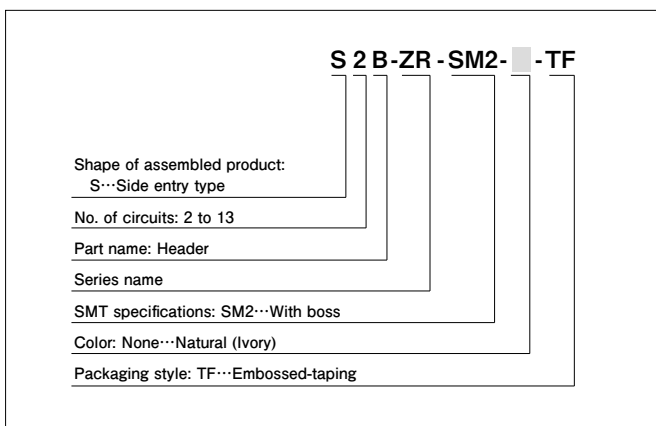 S 2 B-ZR-SM2- -TF
Shape of assembled product:
S···Side entry type
No. of circuits: 2 to 13
Part name: Header
Series name
SMT specifications: SM2···With boss
Color: None···Natural (Ivory)
Packaging style: TF···Embossed-taping